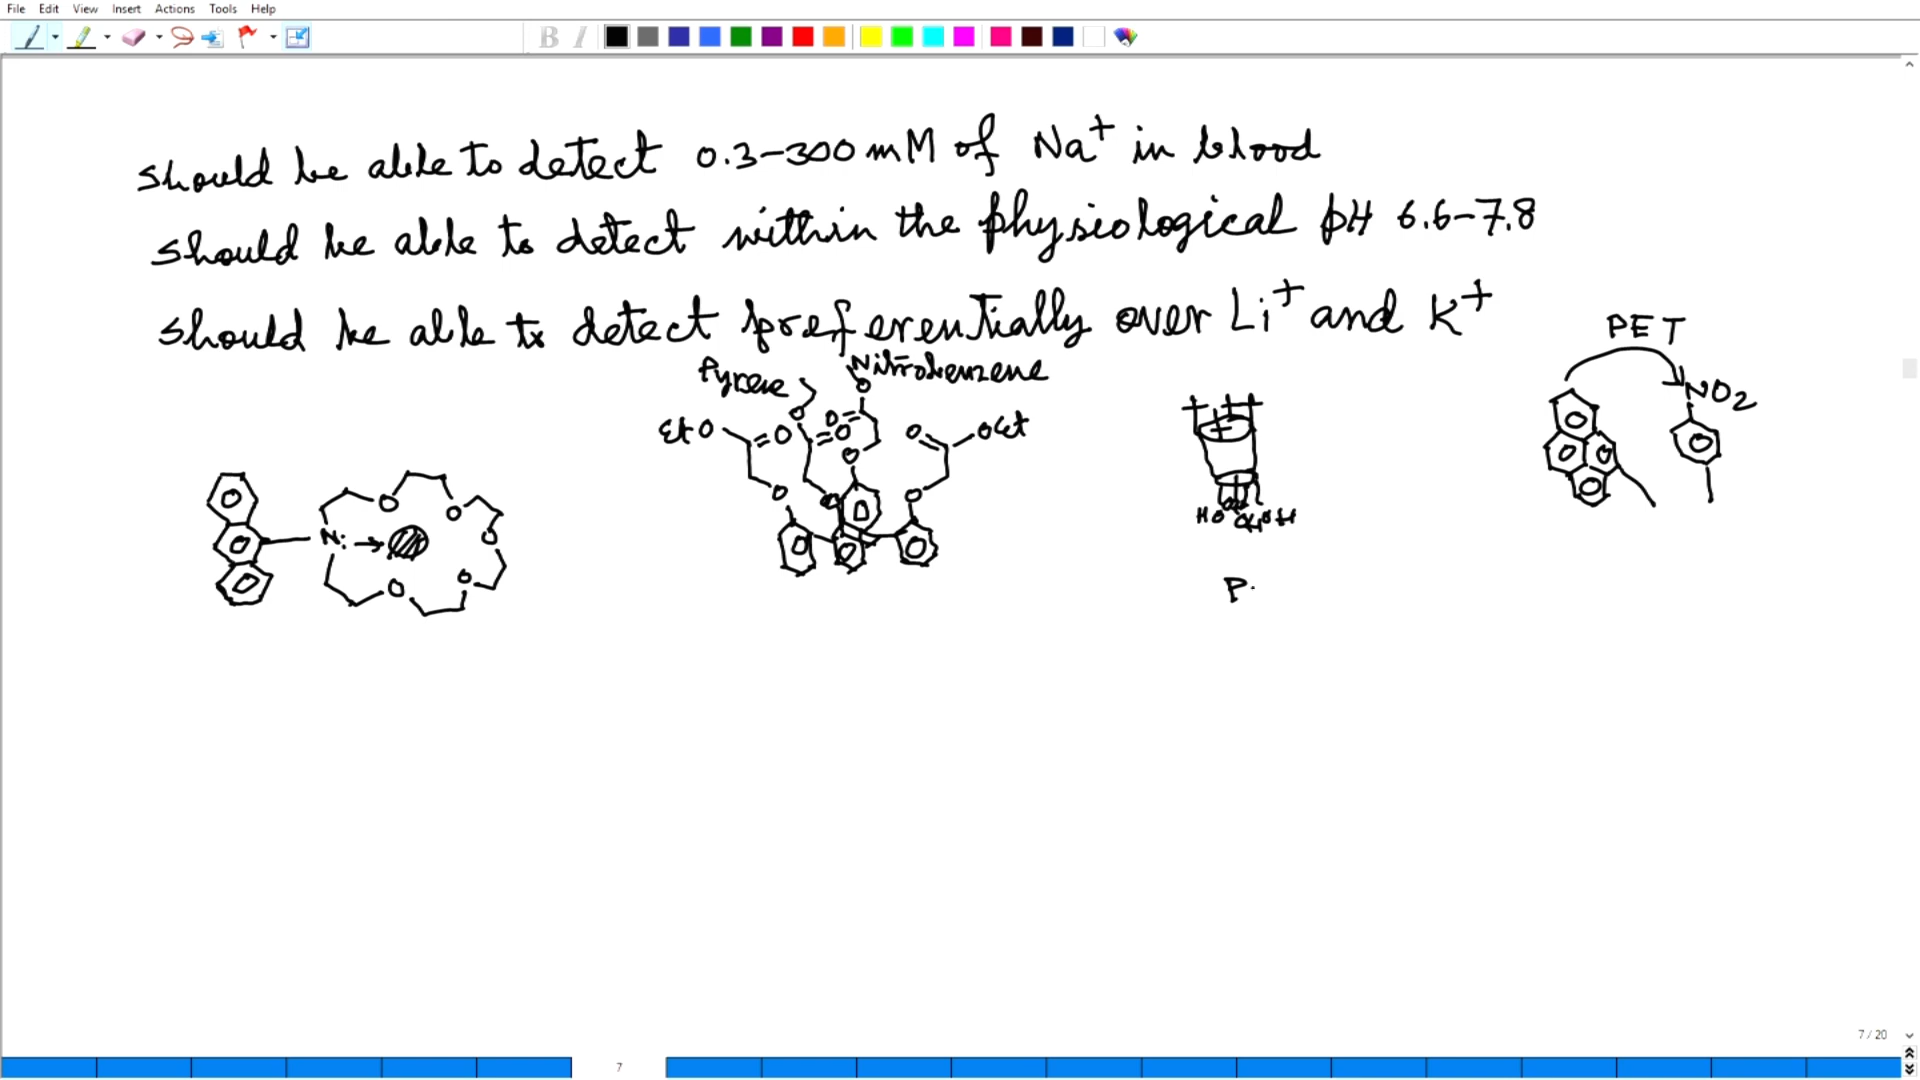 File Edit View Insert Actions Tools Help
B I
should be able to detect 0.3-300 mM of Na+ in blood
should be able to detect within the physiological pH 6.6-7.8
should be able to detect preferentially over Li+ and K+
PET
Pyrene Nitrobenzene
NO2
EtO O O O O OEt
O O O O
O O
N: O
O O
HO OH OH
P.
7 / 20
7